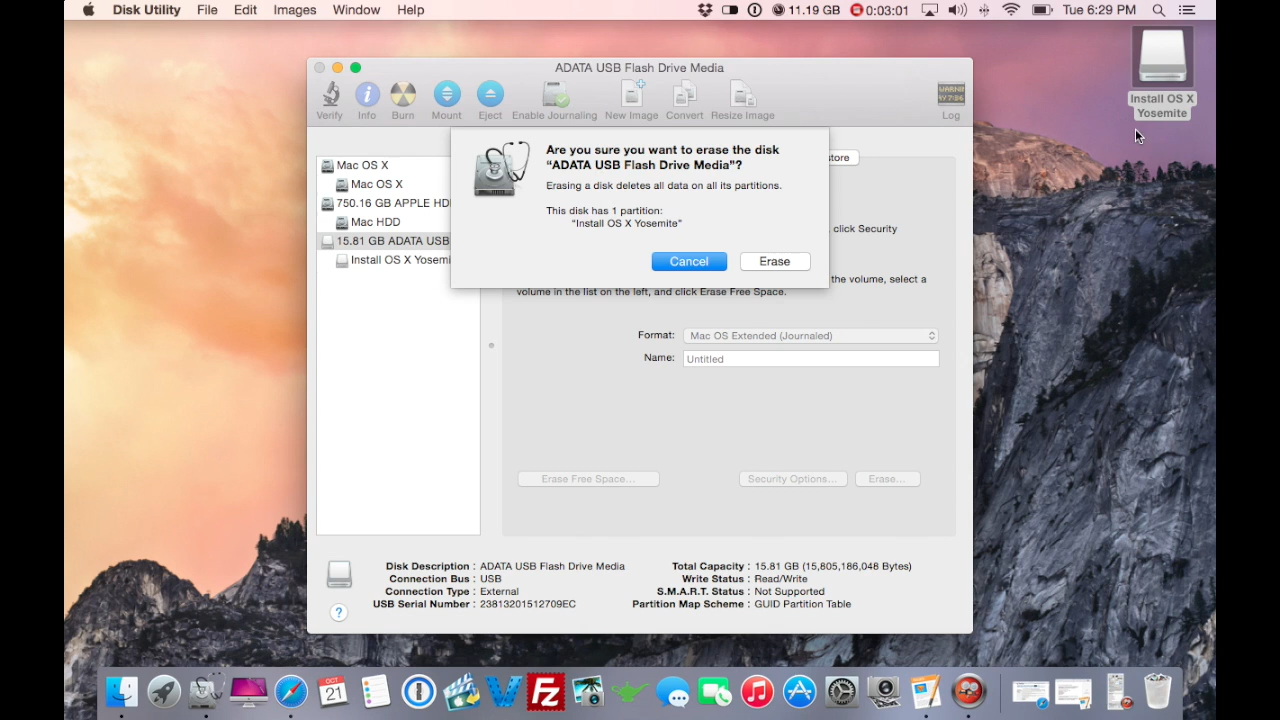 Disk Utility File Edit Images Window Help 11.19 GB 0:03:01 Tue 6:29 PM
Install OS X
Yosemite
ADATA USB Flash Drive Media
Verify Info Burn Mount Eject Enable Journaling New Image Convert Resize Image Log
Are you sure you want to erase the disk
“ADATA USB Flash Drive Media”?
Erasing a disk deletes all data on all its partitions.
This disk has 1 partition:
“Install OS X Yosemite”
Cancel Erase
Mac OS X
Mac OS X
750.16 GB APPLE HD
Mac HDD
15.81 GB ADATA USB
Install OS X Yosemi
store
, click Security
the volume, select a
volume in the list on the left, and click Erase Free Space.
Format: Mac OS Extended (Journaled)
Name: Untitled
Erase Free Space... Security Options... Erase...
Disk Description : ADATA USB Flash Drive Media
Connection Bus : USB
Connection Type : External
USB Serial Number : 23813201512709EC
Total Capacity : 15.81 GB (15,805,186,048 Bytes)
Write Status : Read/Write
S.M.A.R.T. Status : Not Supported
Partition Map Scheme : GUID Partition Table
?
OCT
21
Fz